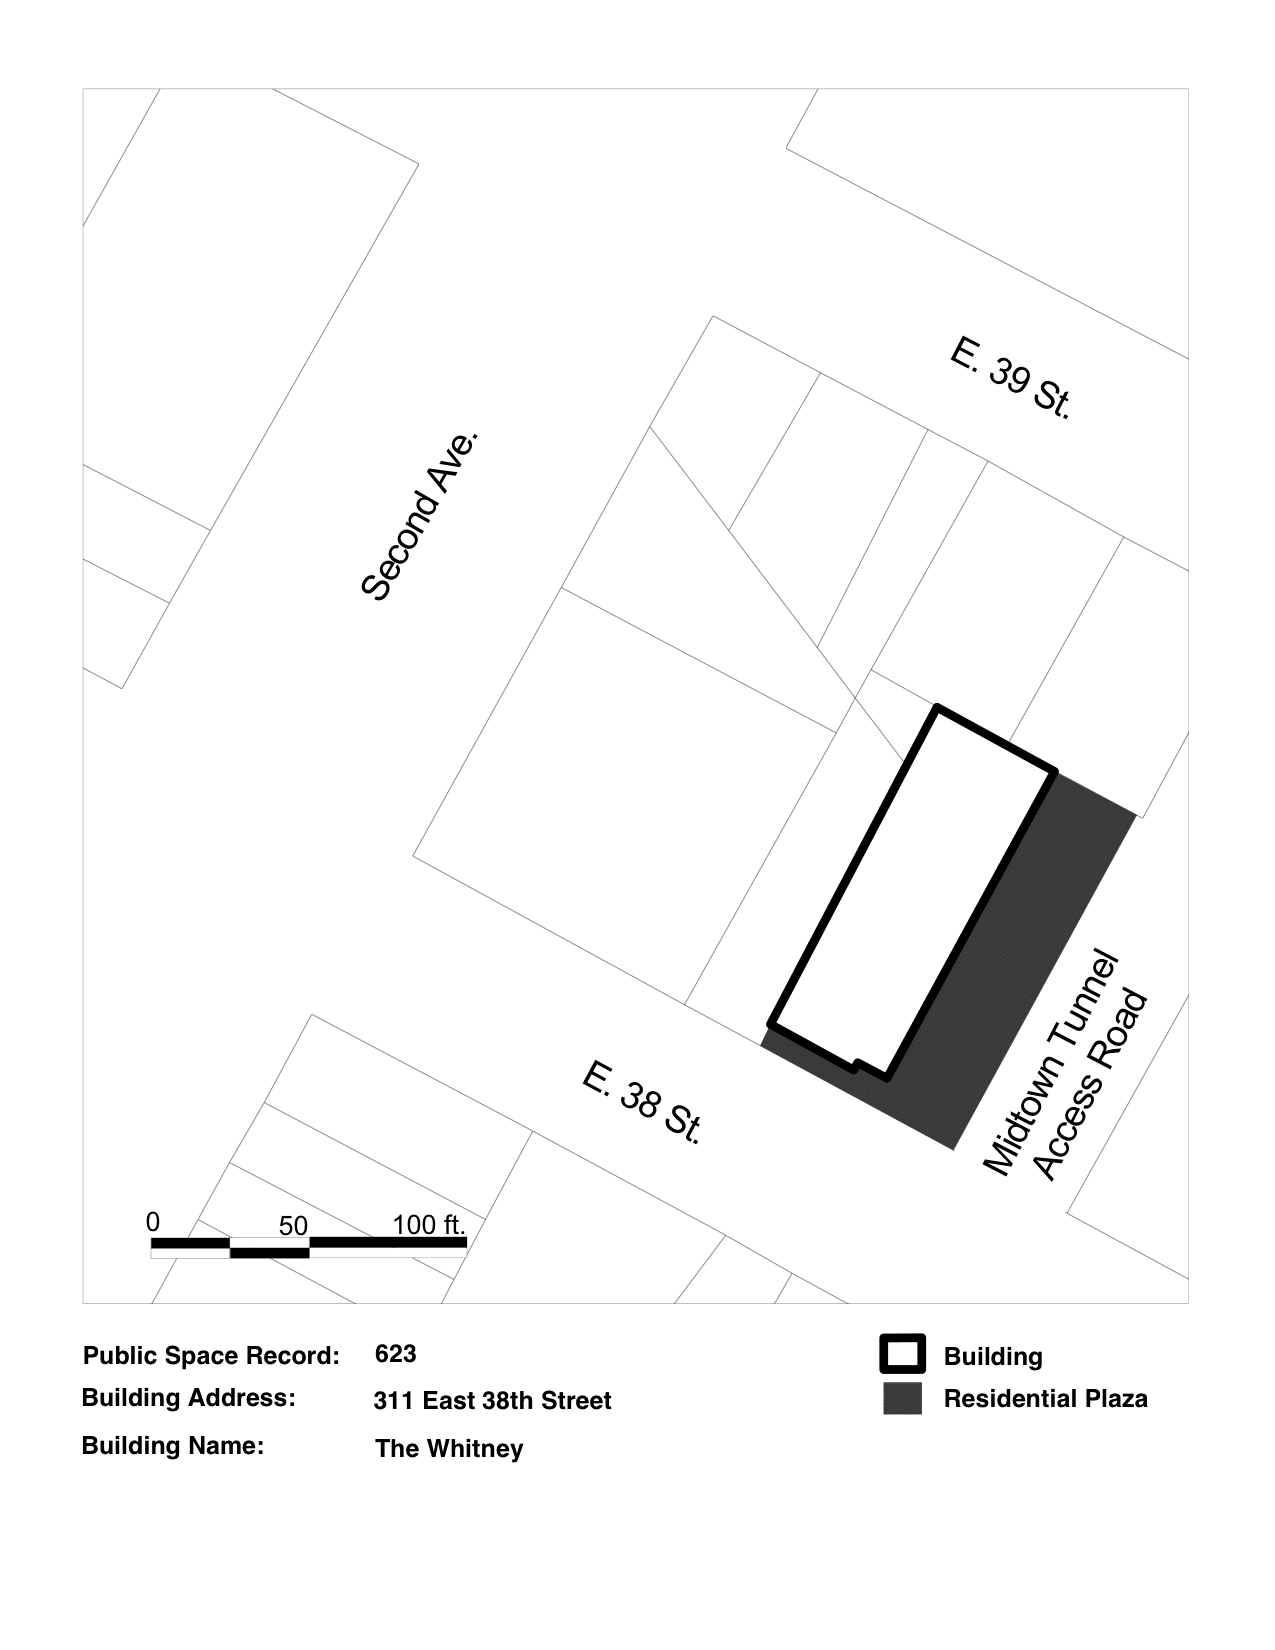 E. 39 St.
Second Ave.
Midtown Tunnel
Access Road
E. 38 St.
0 50 100 ft.
Public Space Record: 623
Building Address: 311 East 38th Street
Building Name: The Whitney
Building
Residential Plaza